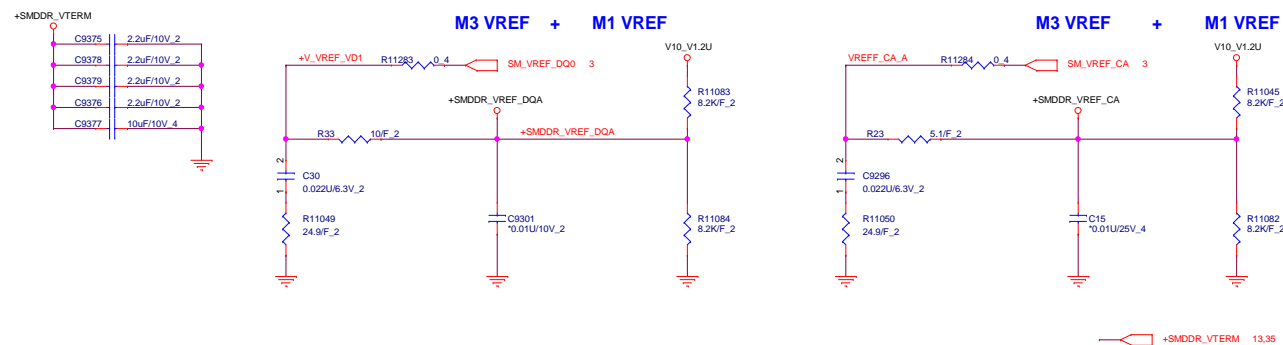 +SMDDR_VTERM
C9375 2.2uF/10V_2
C9378 2.2uF/10V_2
C9379 2.2uF/10V_2
C9376 2.2uF/10V_2
C9377 10uF/10V_4
M3 VREF + M1 VREF
V10_V1.2U
+V_VREF_VD1 R11283 0_4 SM_VREF_DQ0 3
R11083
8.2K/F_2
+SMDDR_VREF_DQA
R33 10/F_2 +SMDDR_VREF_DQA
2
C30
0.022U/6.3V_2
1
R11049
24.9/F_2
C9301
*0.01U/10V_2
R11084
8.2K/F_2
M3 VREF + M1 VREF
V10_V1.2U
VREFF_CA_A R11284 0_4 SM_VREF_CA 3
R11045
8.2K/F_2
+SMDDR_VREF_CA
R23 5.1/F_2
2
C9296
0.022U/6.3V_2
1
R11050
24.9/F_2
C15
*0.01U/25V_4
R11082
8.2K/F_2
+SMDDR_VTERM 13,35